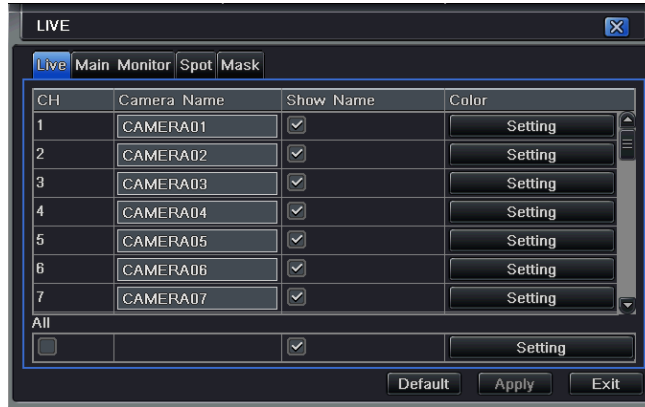 LIVE
Live Main Monitor Spot Mask
CH Camera Name Show Name Color
1 CAMERA01 Setting
2 CAMERA02 Setting
3 CAMERA03 Setting
4 CAMERA04 Setting
5 CAMERA05 Setting
6 CAMERA06 Setting
7 CAMERA07 Setting
All
Setting
Default Apply Exit